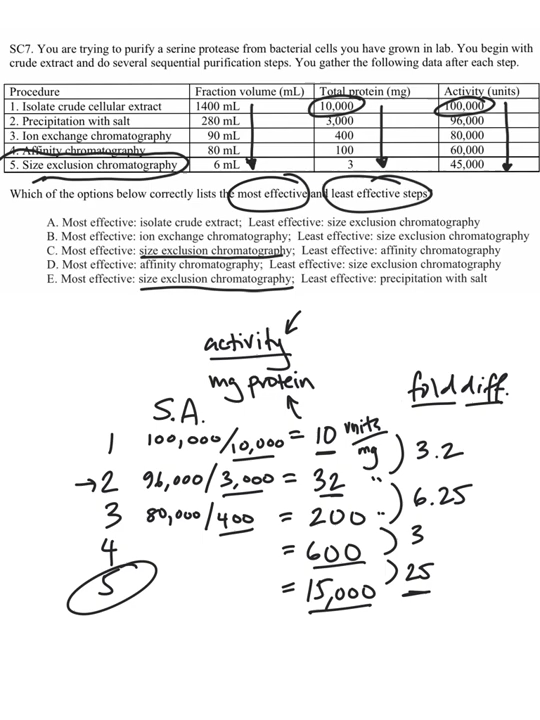 SC7. You are trying to purify a serine protease from bacterial cells you have grown in lab. You begin with
crude extract and do several sequential purification steps. You gather the following data after each step.
Procedure Fraction volume (mL) Total protein (mg) Activity (units)
1. Isolate crude cellular extract 1400 mL 10,000 100,000
2. Precipitation with salt 280 mL 3,000 96,000
3. Ion exchange chromatography 90 mL 400 80,000
4. Affinity chromatography 80 mL 100 60,000
5. Size exclusion chromatography 6 mL 3 45,000
Which of the options below correctly lists the most effective and least effective steps
A. Most effective: isolate crude extract; Least effective: size exclusion chromatography
B. Most effective: ion exchange chromatography; Least effective: size exclusion chromatography
C. Most effective: size exclusion chromatography; Least effective: affinity chromatography
D. Most effective: affinity chromatography; Least effective: size exclusion chromatography
E. Most effective: size exclusion chromatography; Least effective: precipitation with salt
activity
mg protein
fold diff.
S.A.
1 100,000/10,000 = 10 units/mg
3.2
→2 96,000/3,000 = 32 "
6.25
3 80,000/400 = 200 "
3
4 = 600
25
5 = 15,000